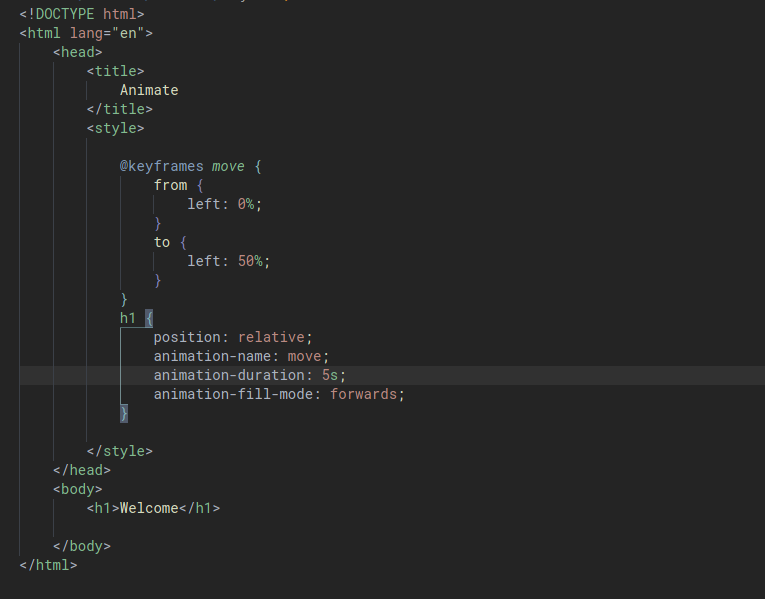 <!DOCTYPE html>
<html lang="en">
    <head>
        <title>
            Animate
        </title>
        <style>

            @keyframes move {
                from {
                    left: 0%;
                }
                to {
                    left: 50%;
                }
            }
            h1 {
                position: relative;
                animation-name: move;
                animation-duration: 5s;
                animation-fill-mode: forwards;
            }

        </style>
    </head>
    <body>
        <h1>Welcome</h1>

    </body>
</html>